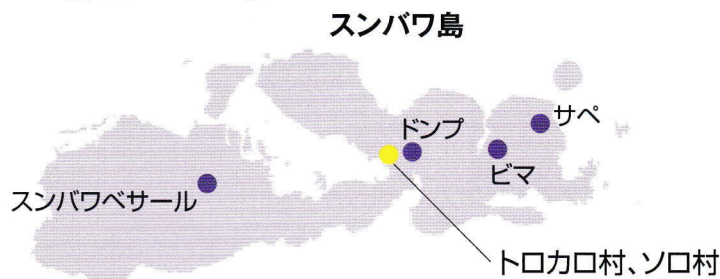 スンバワ島
サペ
ドンプ
ビマ
スンバワベサール
トロカロ村、ソロ村